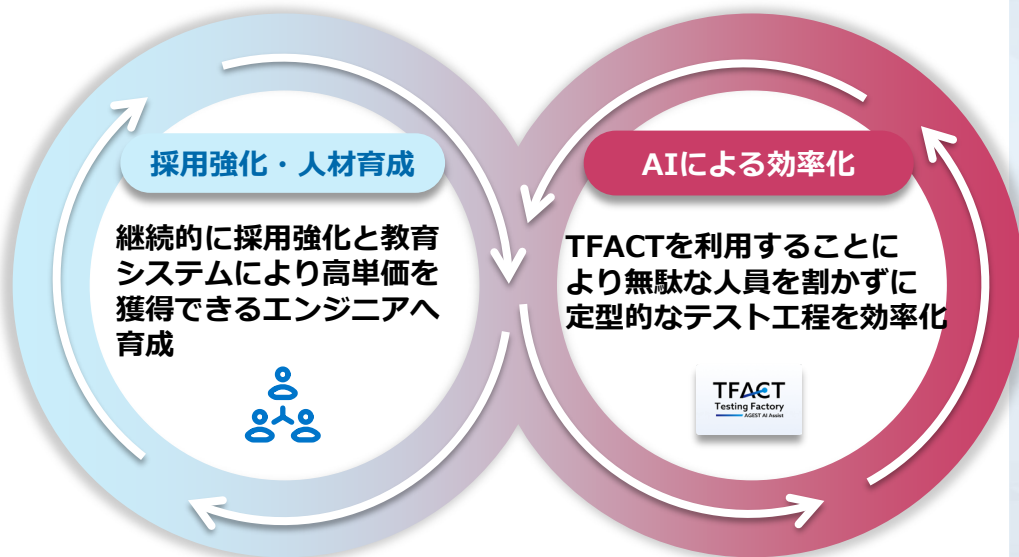 採用強化・人材育成
継続的に採用強化と教育
システムにより高単価を
獲得できるエンジニアへ
育成
AIによる効率化
TFACTを利用することに
より無駄な人員を割かずに
定型的なテスト工程を効率化
TFACT
Testing Factory
AGEST AI Assist